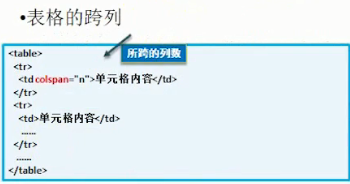 •表格的跨列
所跨的列数
<table>
<tr>
<td colspan="n">单元格内容</td>
</tr>
<tr>
<td>单元格内容</td>
……
</tr>
……
</table>